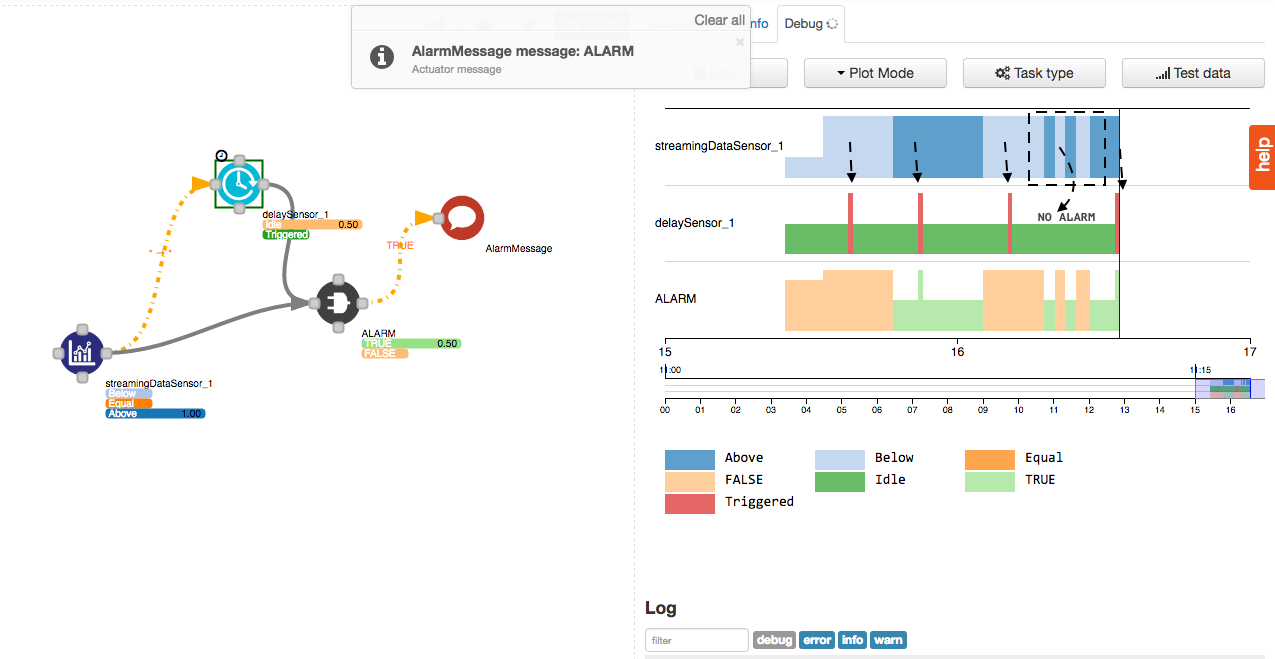 Clear all
AlarmMessage message: ALARM
Actuator message
nfo
Debug
Plot Mode
Task type
Test data
help
streamingDataSensor_1
delaySensor_1
NO ALARM
ALARM
15
16
17
11:00
11:15
00 01 02 03 04 05 06 07 08 09 10 11 12 13 14 15 16
Above
Below
Equal
FALSE
Idle
TRUE
Triggered
Log
filter
debug
error
info
warn
delaySensor_1
Idle 0.50
Triggered
TRUE
AlarmMessage
ALARM
TRUE 0.50
FALSE
streamingDataSensor_1
Below
Equal
Above 1.00